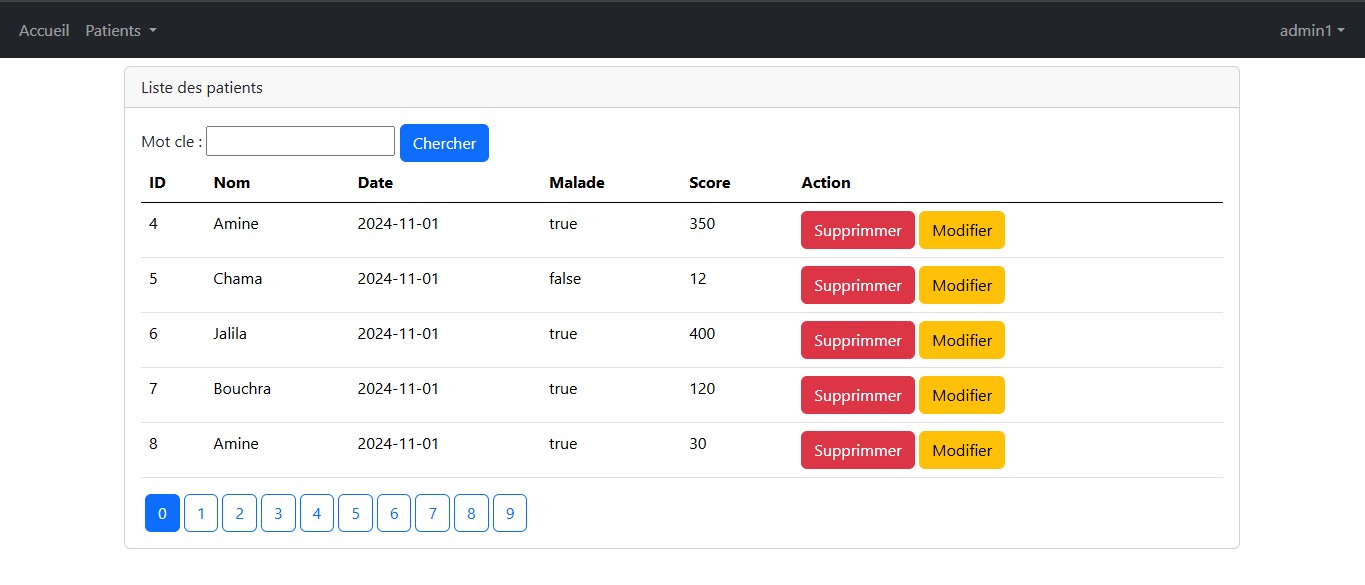 Accueil Patients admin1
Liste des patients
Mot cle : Chercher
ID Nom Date Malade Score Action
4 Amine 2024-11-01 true 350 Supprimmer Modifier
5 Chama 2024-11-01 false 12 Supprimmer Modifier
6 Jalila 2024-11-01 true 400 Supprimmer Modifier
7 Bouchra 2024-11-01 true 120 Supprimmer Modifier
8 Amine 2024-11-01 true 30 Supprimmer Modifier
0 1 2 3 4 5 6 7 8 9